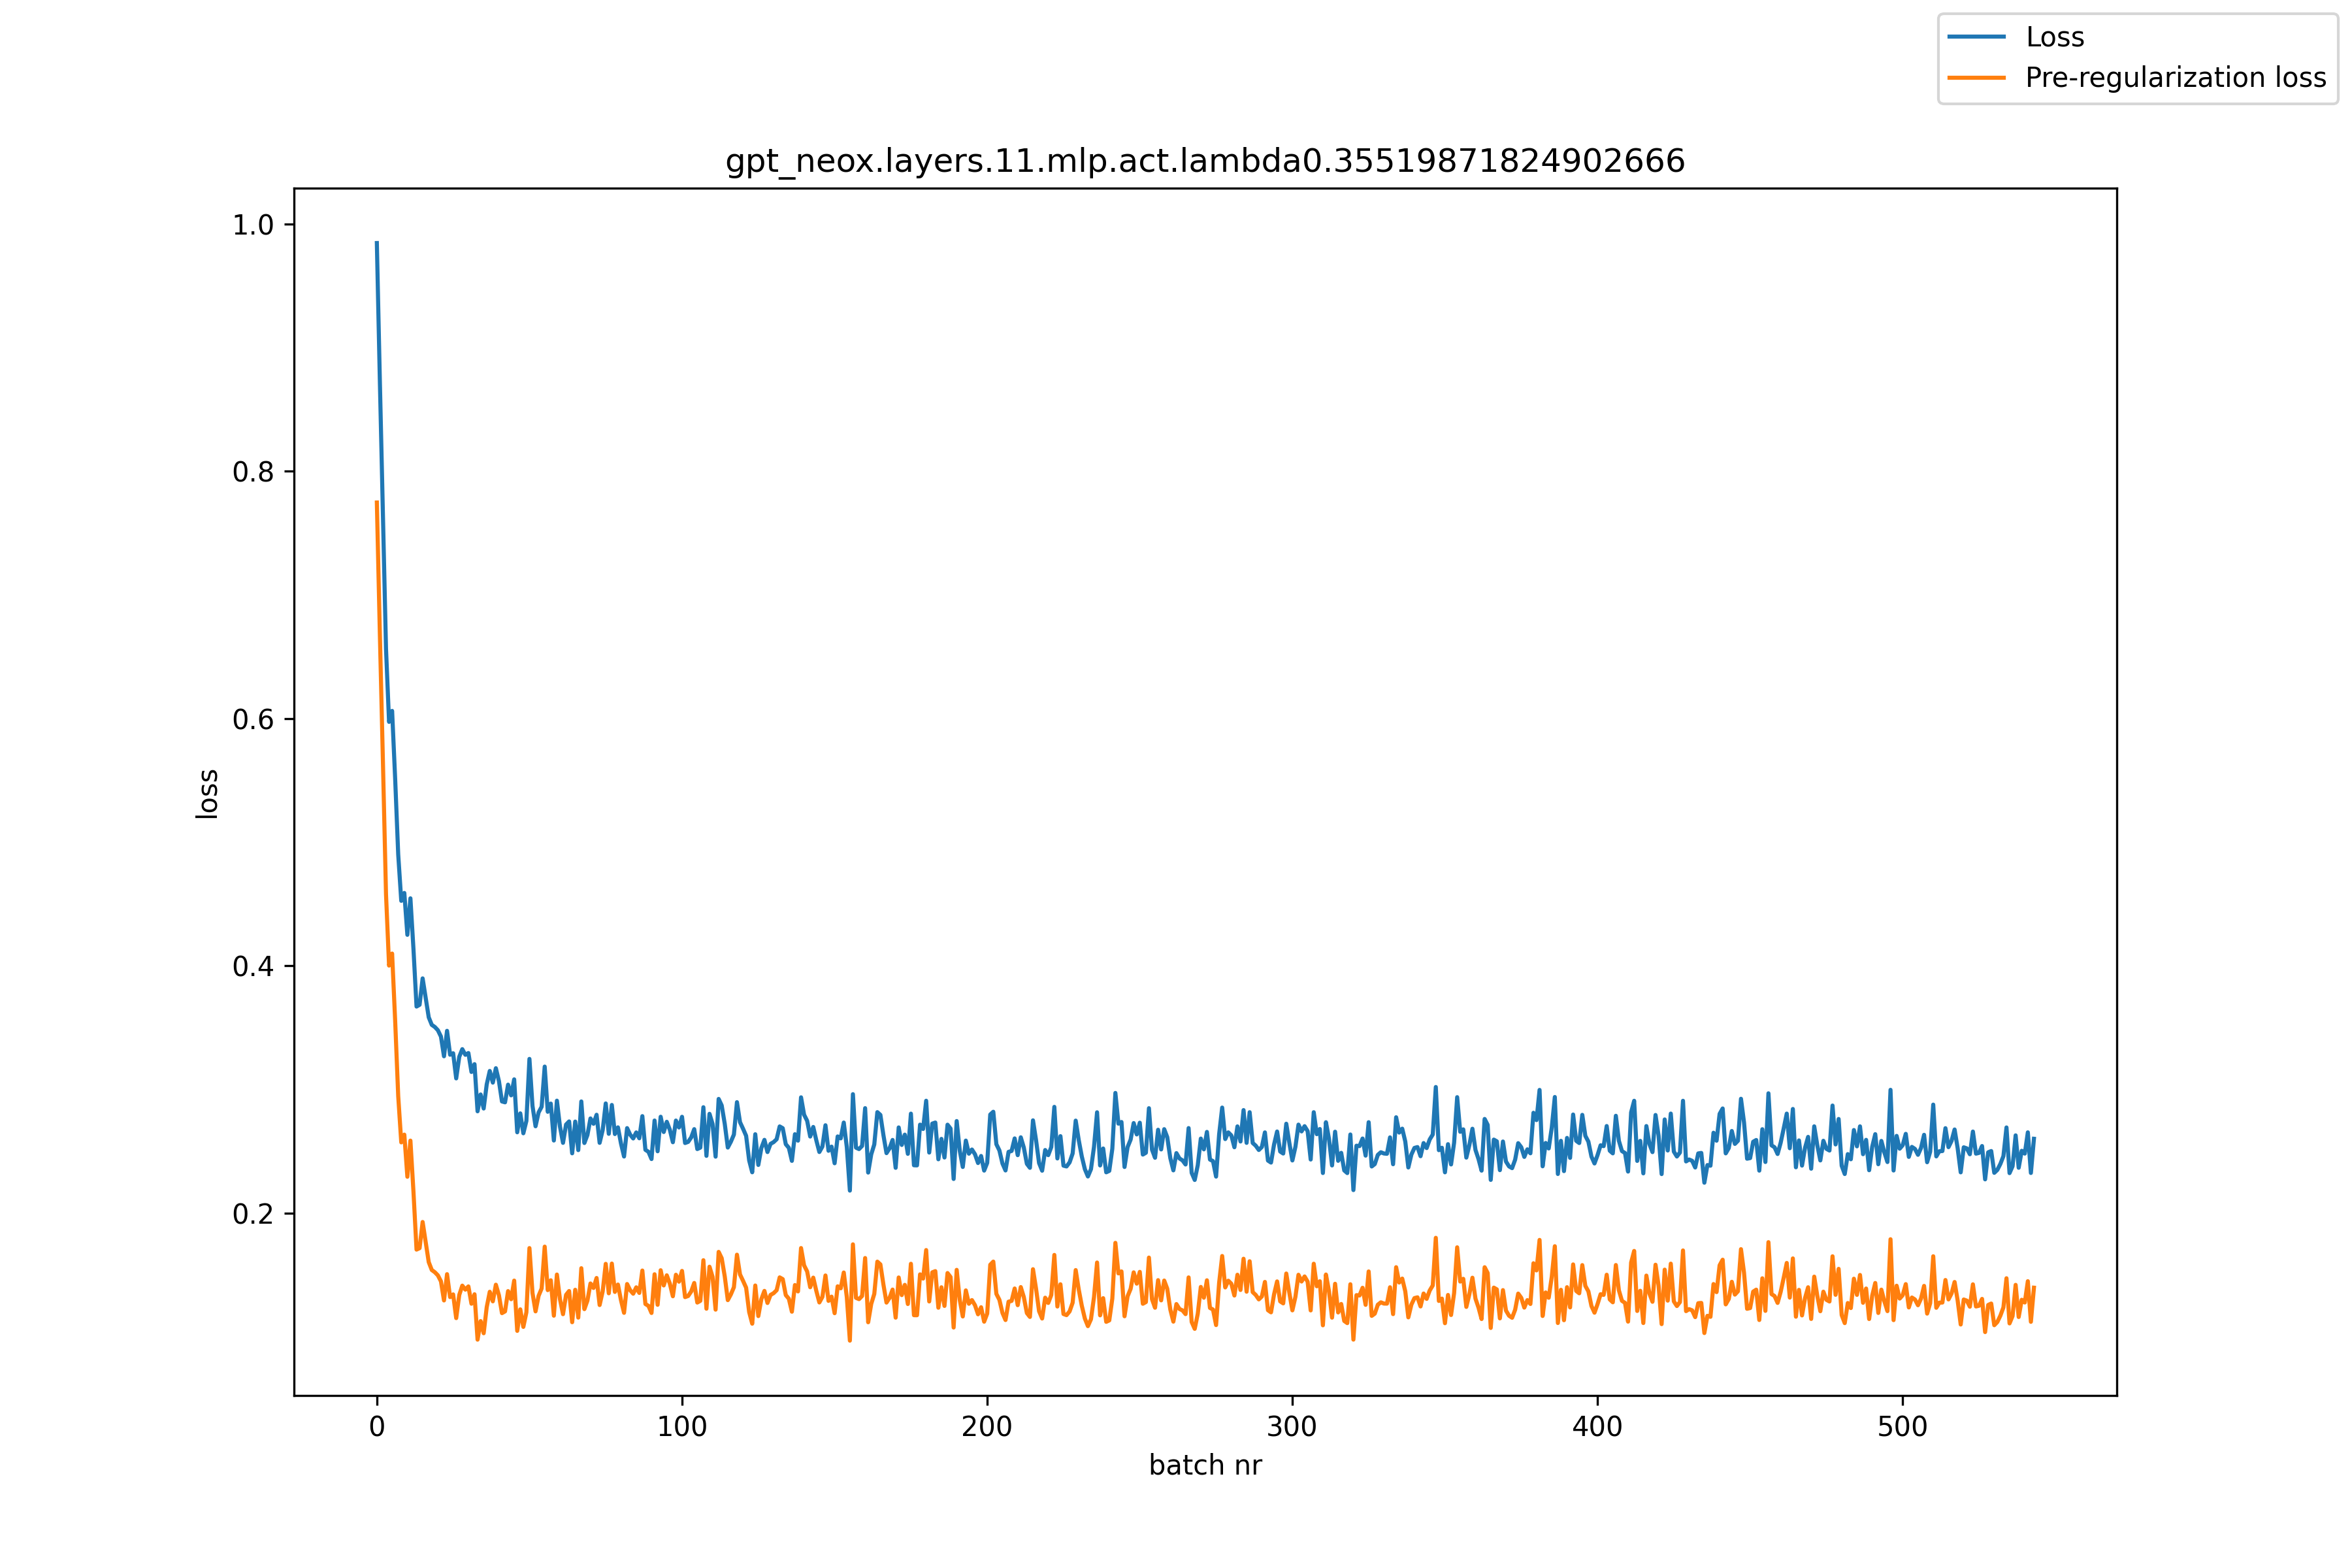 Loss
Pre-regularization loss
gpt_neox.layers.11.mlp.act.lambda0.35519871824902666
1.0
0.8
0.6
0.4
0.2
loss
0 100 200 300 400 500
batch nr